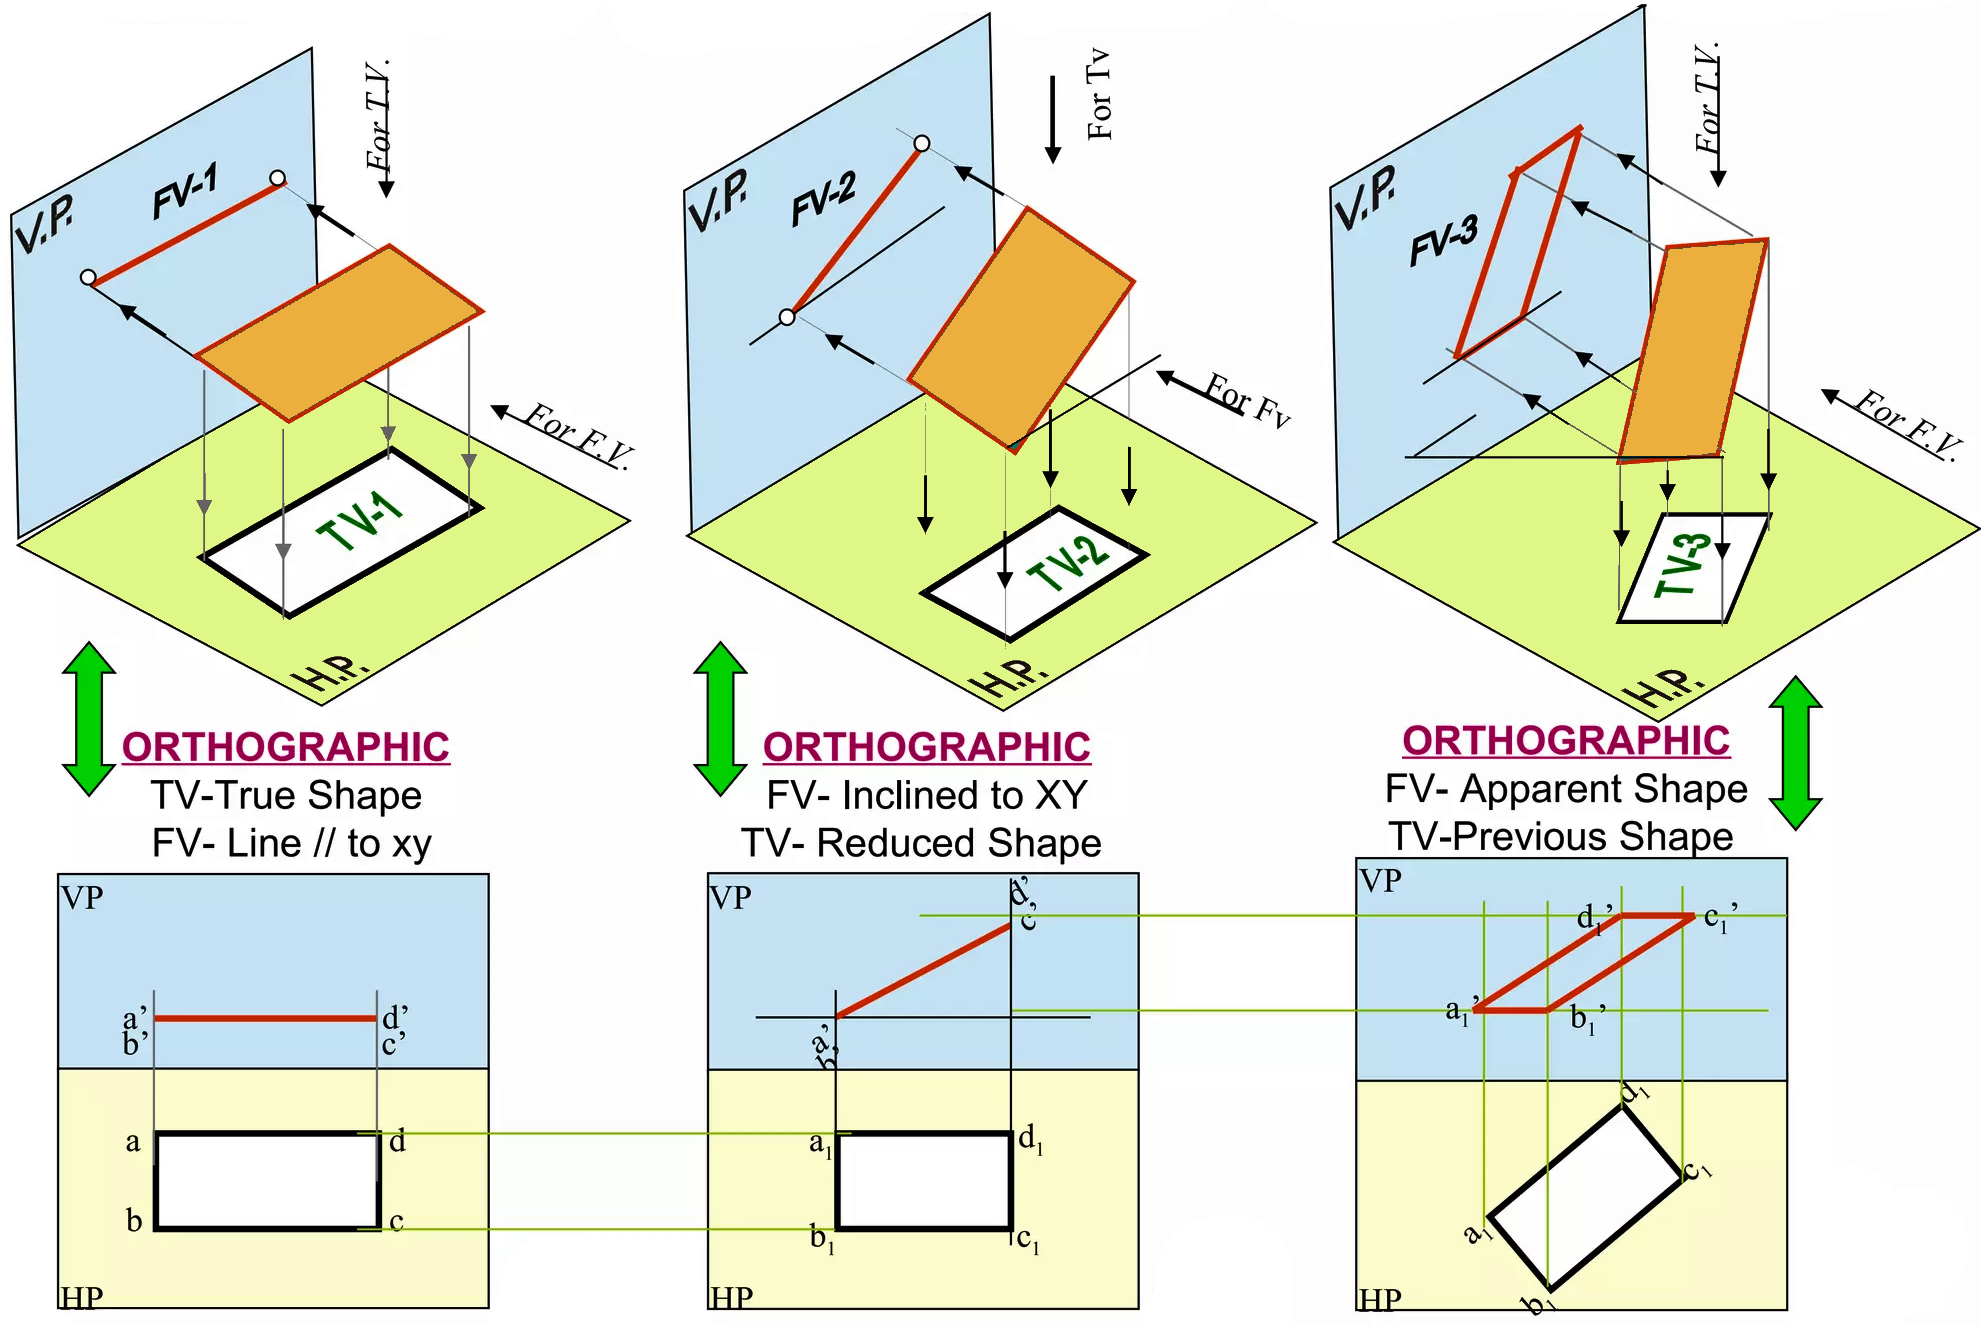 V.P.
FV-1
For T.V.
TV-1
For F.V.
H.P.
V.P.
FV-2
For Tv
TV-2
For Fv
H.P.
V.P.
FV-3
For T.V.
TV-3
For F.V.
H.P.
ORTHOGRAPHIC
TV-True Shape
FV- Line // to xy
ORTHOGRAPHIC
FV- Inclined to XY
TV- Reduced Shape
ORTHOGRAPHIC
FV- Apparent Shape
TV-Previous Shape
VP
a’
b’
d’
c’
a
d
b
c
HP
VP
d’
c’
a’
b’
a1
d1
b1
c1
HP
VP
d1’
c1’
a1’
b1’
d1
c1
a1
b1
HP